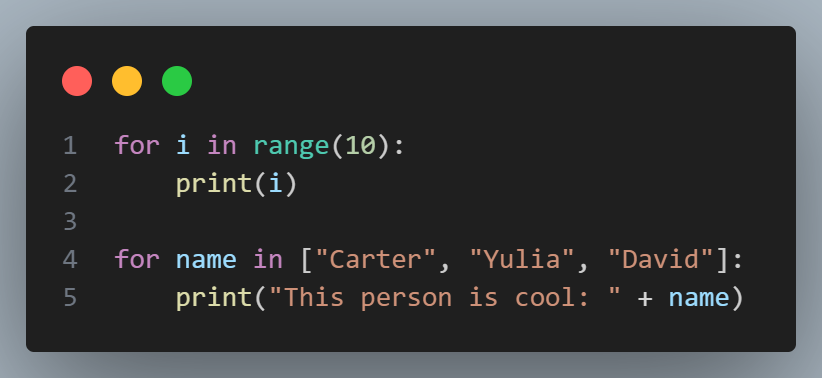 1 for i in range(10):
2     print(i)
3
4 for name in ["Carter", "Yulia", "David"]:
5     print("This person is cool: " + name)